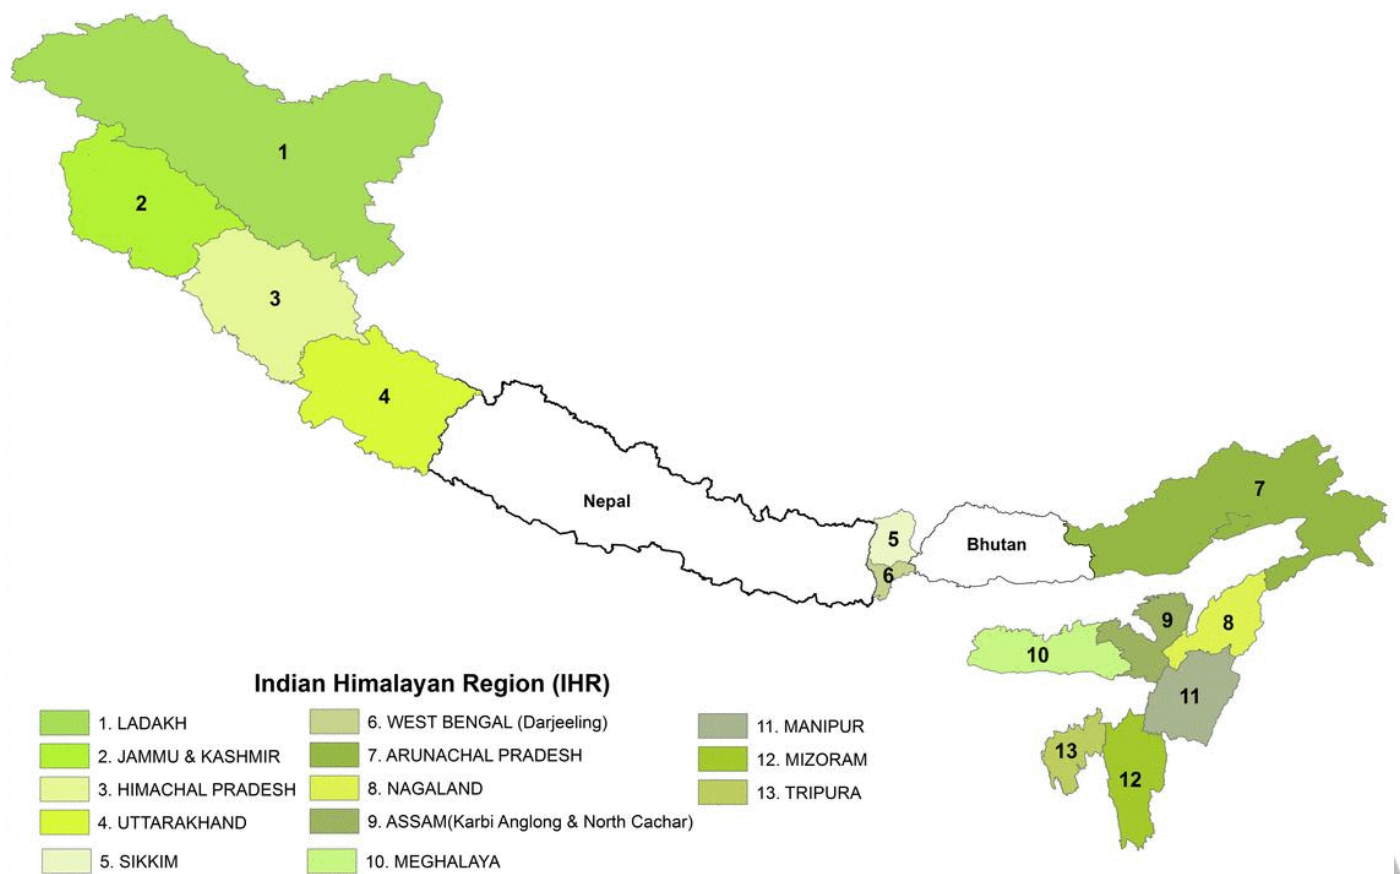 1
2
3
4
Nepal
5
6
Bhutan
7
8
9
10
11
12
13
Indian Himalayan Region (IHR)
1. LADAKH
2. JAMMU & KASHMIR
3. HIMACHAL PRADESH
4. UTTARAKHAND
5. SIKKIM
6. WEST BENGAL (Darjeeling)
7. ARUNACHAL PRADESH
8. NAGALAND
9. ASSAM(Karbi Anglong & North Cachar)
10. MEGHALAYA
11. MANIPUR
12. MIZORAM
13. TRIPURA